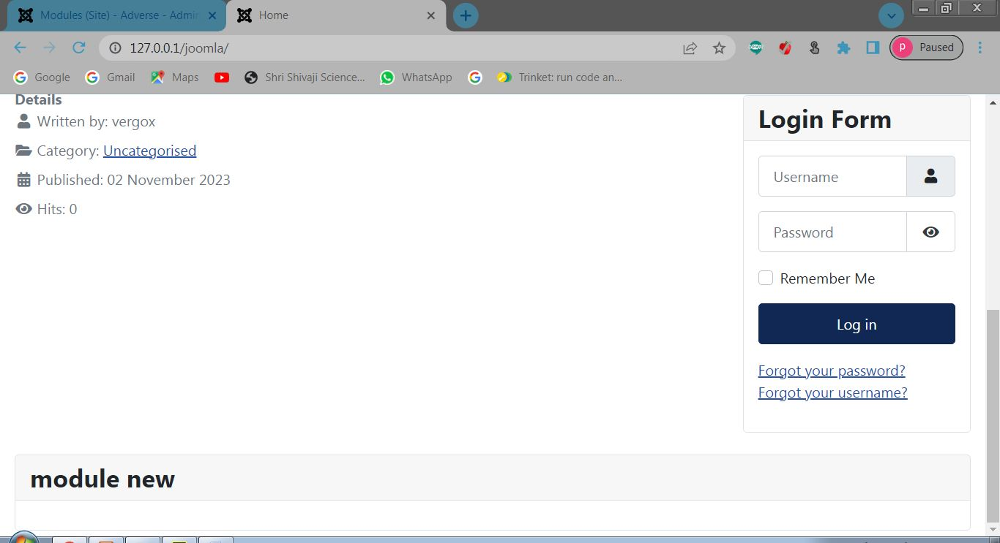 Modules (Site) - Adverse - Admin
Home
127.0.0.1/joomla/
P Paused
Google
Gmail
Maps
Shri Shivaji Science...
WhatsApp
Trinket: run code an...
Details
Written by: vergox
Category: Uncategorised
Published: 02 November 2023
Hits: 0
Login Form
Username
Password
Remember Me
Log in
Forgot your password?
Forgot your username?
module new